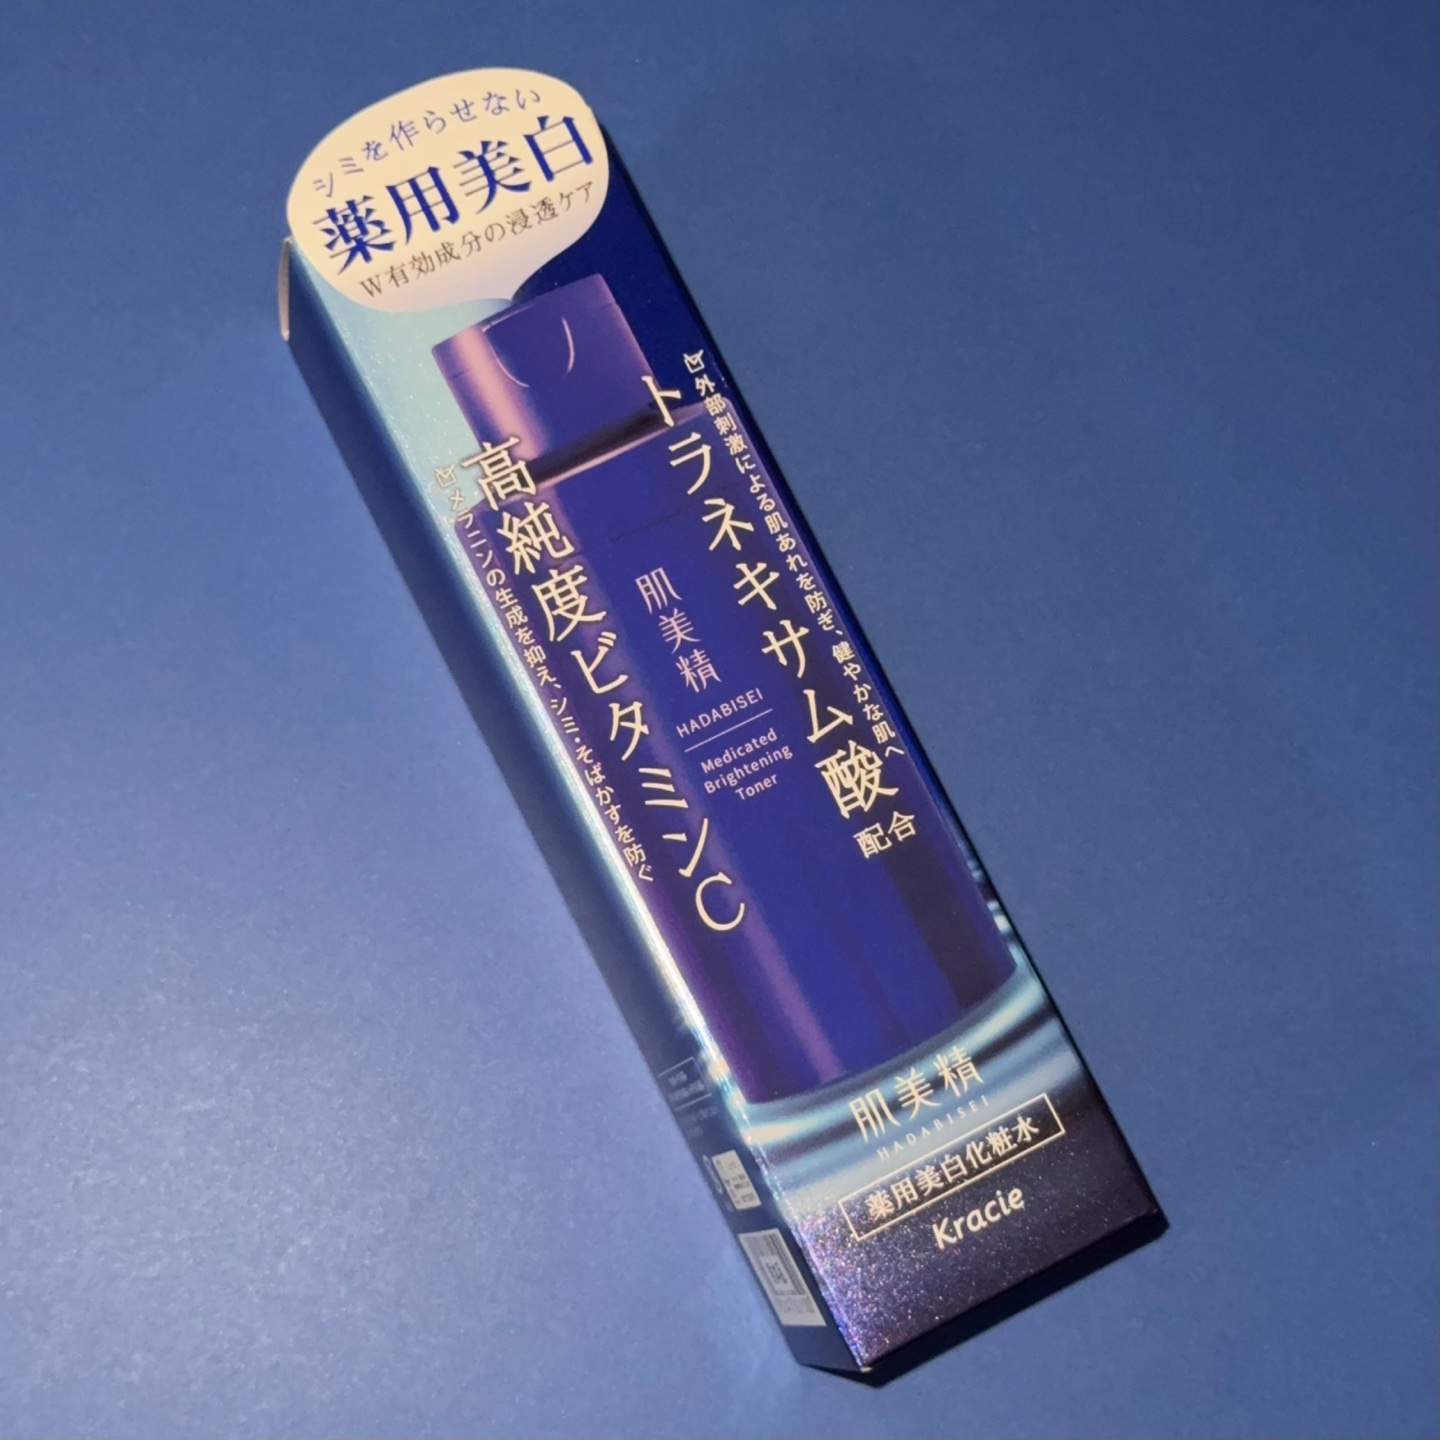 シミを作らせない
薬用美白
W有効成分の浸透ケア
外部刺激による肌あれを防ぎ、健やかな肌へ
トラネキサム酸
配合
高純度ビタミンC
メラニンの生成を抑え、シミ・そばかすを防ぐ
肌美精
HADABISEI
Medicated
Brightening
Toner
肌美精
HADABISEI
薬用美白化粧水
Kracie